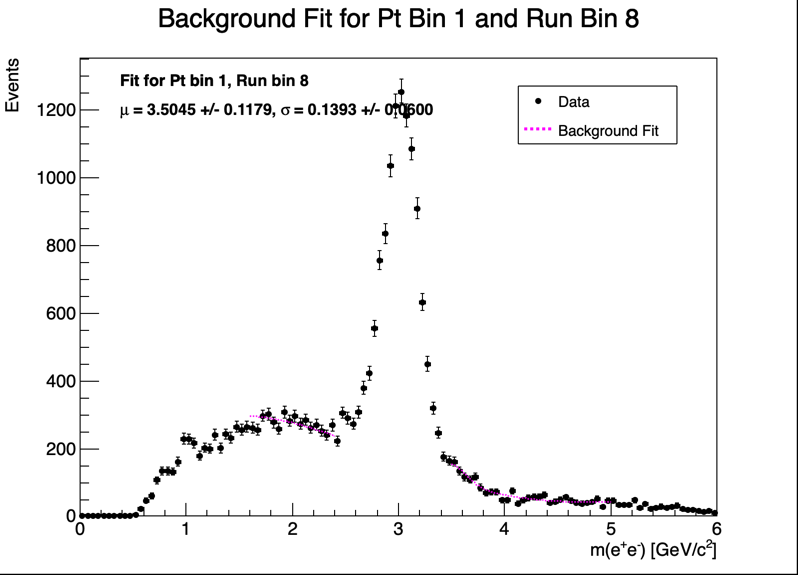 Background Fit for Pt Bin 1 and Run Bin 8
Events
Fit for Pt bin 1, Run bin 8
μ = 3.5045 +/- 0.1179, σ = 0.1393 +/- 0.0600
Data
Background Fit
1200
1000
800
600
400
200
0
0 1 2 3 4 5 6
m(e⁺e⁻) [GeV/c²]